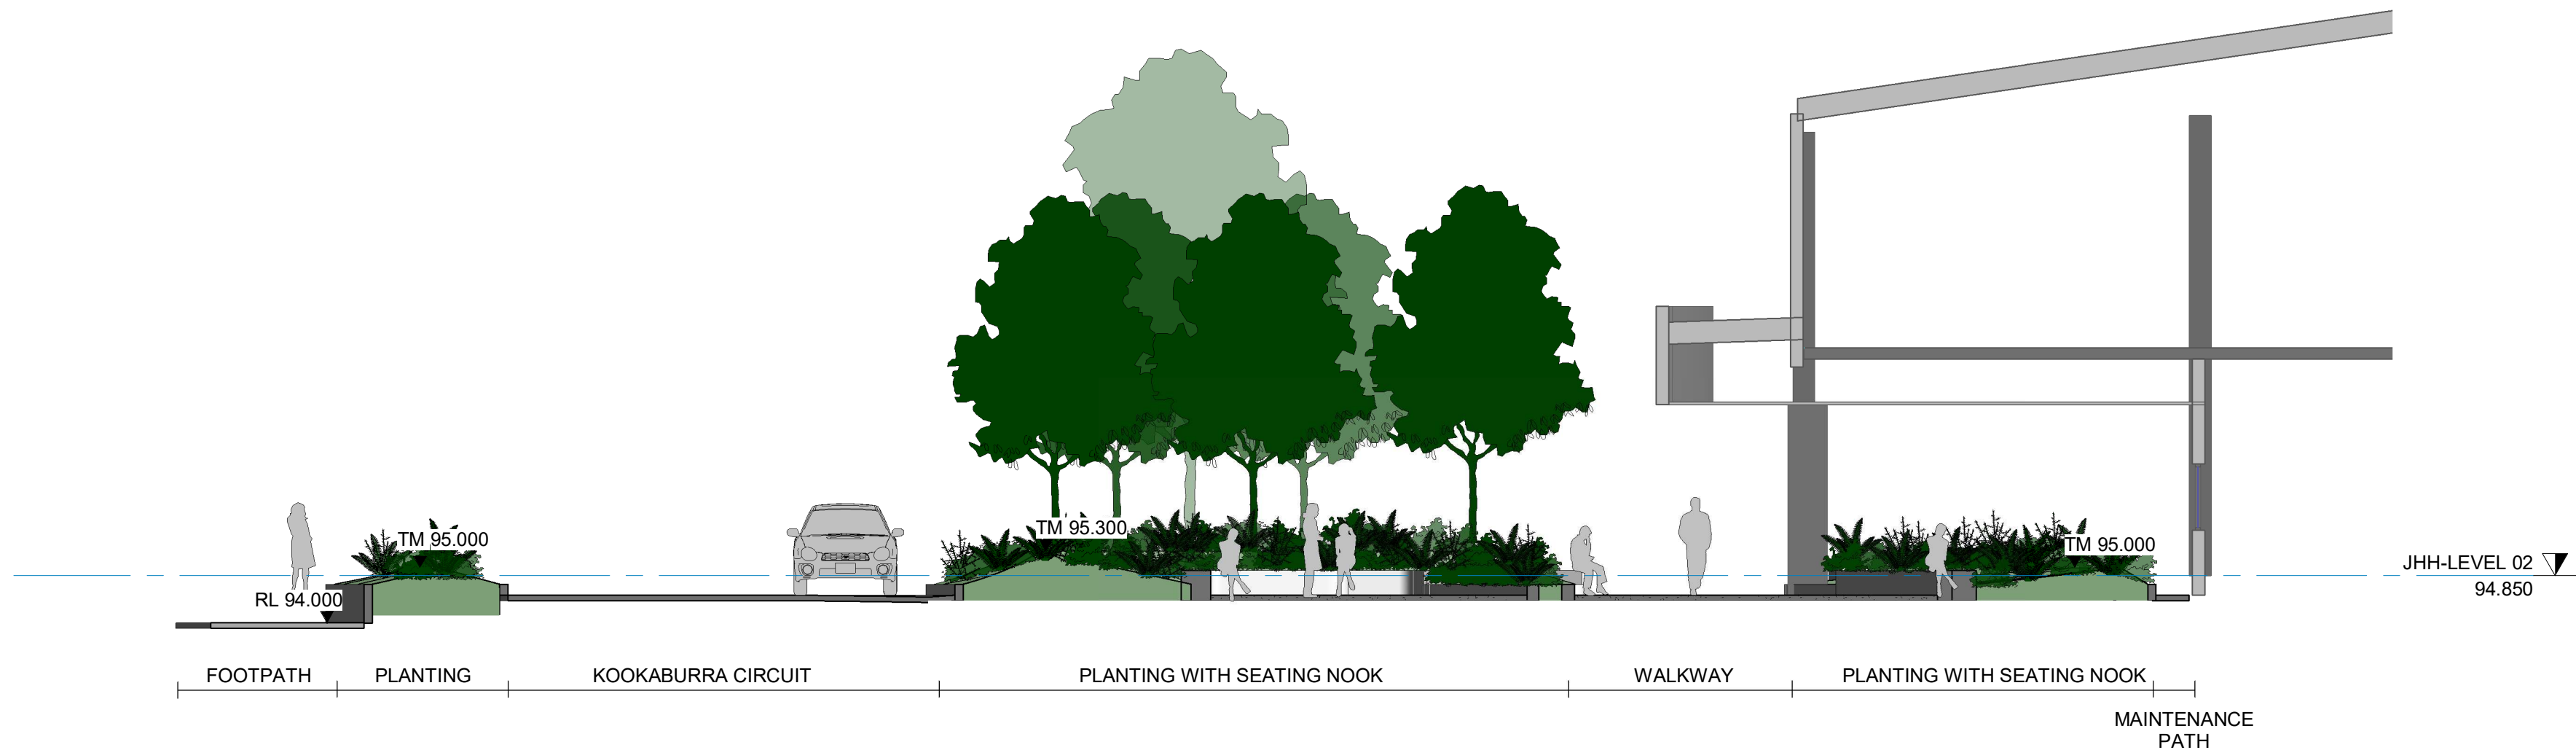 TM 95.300
TM 95.000
TM 95.000
JHH-LEVEL 02
94.850
RL 94.000
FOOTPATH
PLANTING
KOOKABURRA CIRCUIT
PLANTING WITH SEATING NOOK
WALKWAY
PLANTING WITH SEATING NOOK
MAINTENANCE
PATH